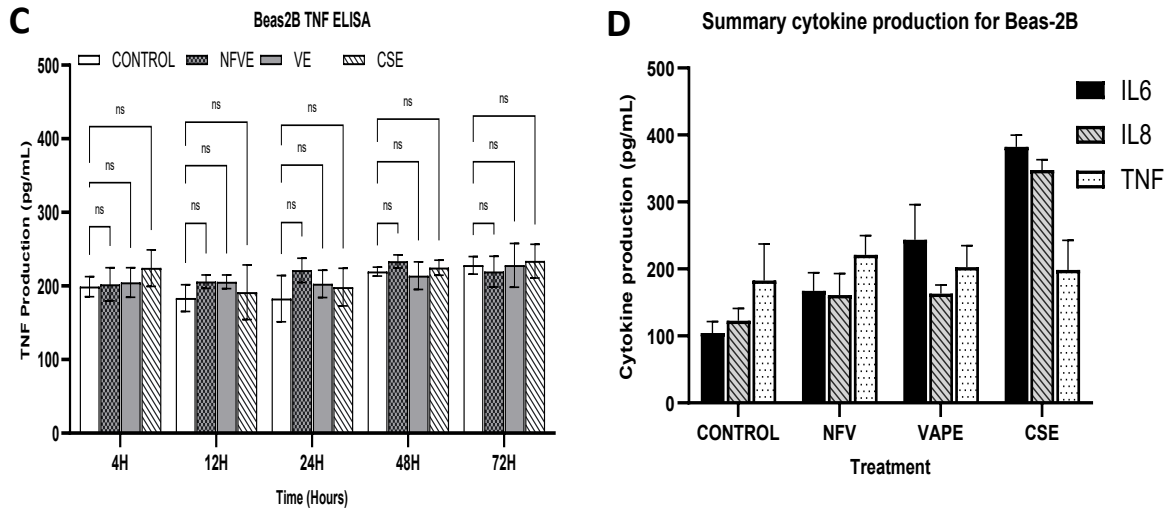 C
Beas2B TNF ELISA
CONTROL NFVE VE CSE
TNF Production (pg/mL)
500
400
300
200
100
0
ns ns ns
ns ns ns
ns ns ns
ns ns ns
ns ns ns
4H 12H 24H 48H 72H
Time (Hours)
D
Summary cytokine production for Beas-2B
Cytokine production (pg/mL)
500
400
300
200
100
0
IL6
IL8
TNF
CONTROL NFV VAPE CSE
Treatment